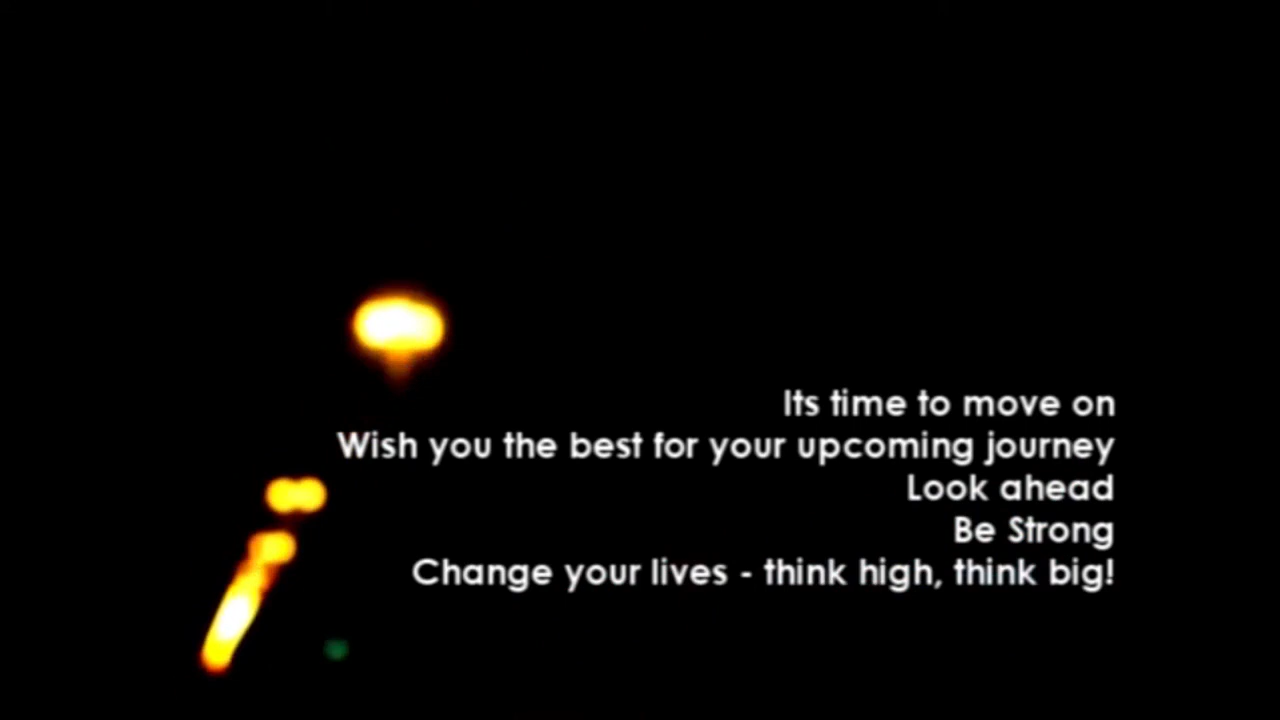 Its time to move on
Wish you the best for your upcoming journey
Look ahead
Be Strong
Change your lives - think high, think big!